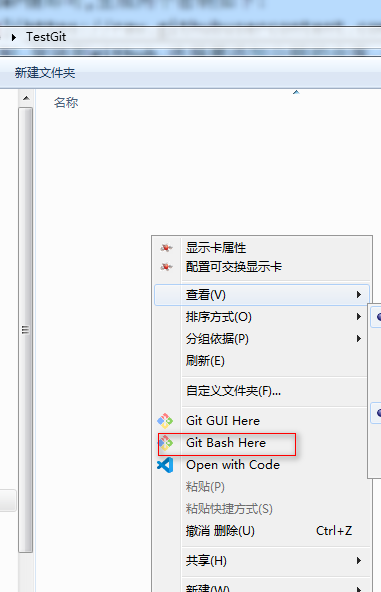 TestGit
新建文件夹
名称
显示卡属性
配置可交换显示卡
查看(V)
排序方式(O)
分组依据(P)
刷新(E)
自定义文件夹(F)...
Git GUI Here
Git Bash Here
Open with Code
粘贴(P)
粘贴快捷方式(S)
撤消 删除(U) Ctrl+Z
共享(H)
新建(W)